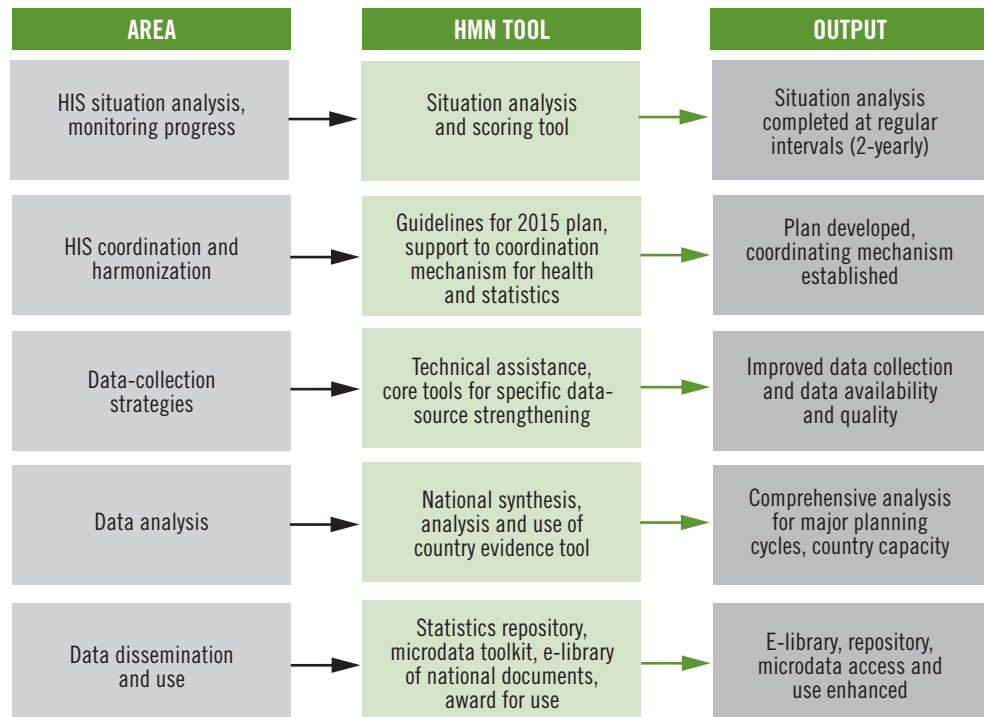 AREA
HMN TOOL
OUTPUT
HIS situation analysis,
monitoring progress
Situation analysis
and scoring tool
Situation analysis
completed at regular
intervals (2-yearly)
HIS coordination and
harmonization
Guidelines for 2015 plan,
support to coordination
mechanism for health
and statistics
Plan developed,
coordinating mechanism
established
Data-collection
strategies
Technical assistance,
core tools for specific data-
source strengthening
Improved data collection
and data availability
and quality
Data analysis
National synthesis,
analysis and use of
country evidence tool
Comprehensive analysis
for major planning
cycles, country capacity
Data dissemination
and use
Statistics repository,
microdata toolkit, e-library
of national documents,
award for use
E-library, repository,
microdata access and
use enhanced